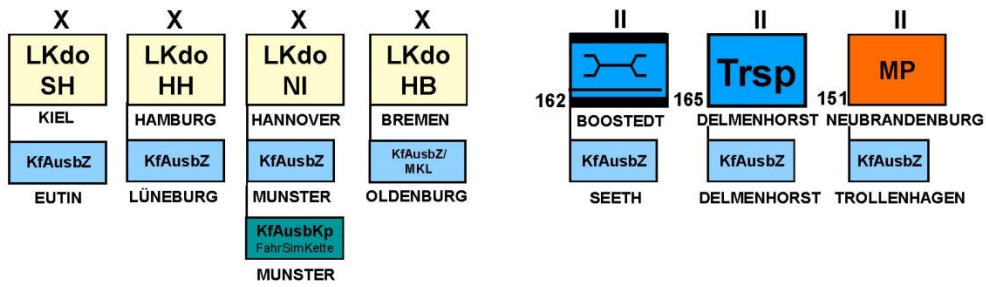 X X X X II II II
LKdo
SH
LKdo
HH
LKdo
NI
LKdo
HB
162
165
Trsp
151
MP
KIEL
HAMBURG
HANNOVER
BREMEN
BOOSTEDT
DELMENHORST
NEUBRANDENBURG
KfAusbZ
KfAusbZ
KfAusbZ
KfAusbZ/
MKL
KfAusbZ
KfAusbZ
KfAusbZ
EUTIN
LÜNEBURG
MUNSTER
OLDENBURG
SEETH
DELMENHORST
TROLLENHAGEN
KfAusbKp
FahrSimKette
MUNSTER